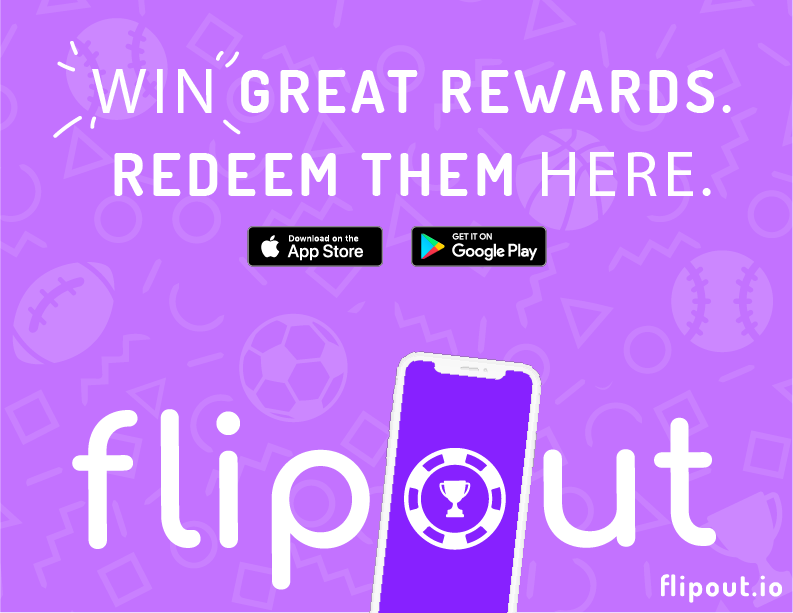 WIN GREAT REWARDS.
REDEEM THEM HERE.
Download on the
App Store
GET IT ON
Google Play
flipout
flipout.io